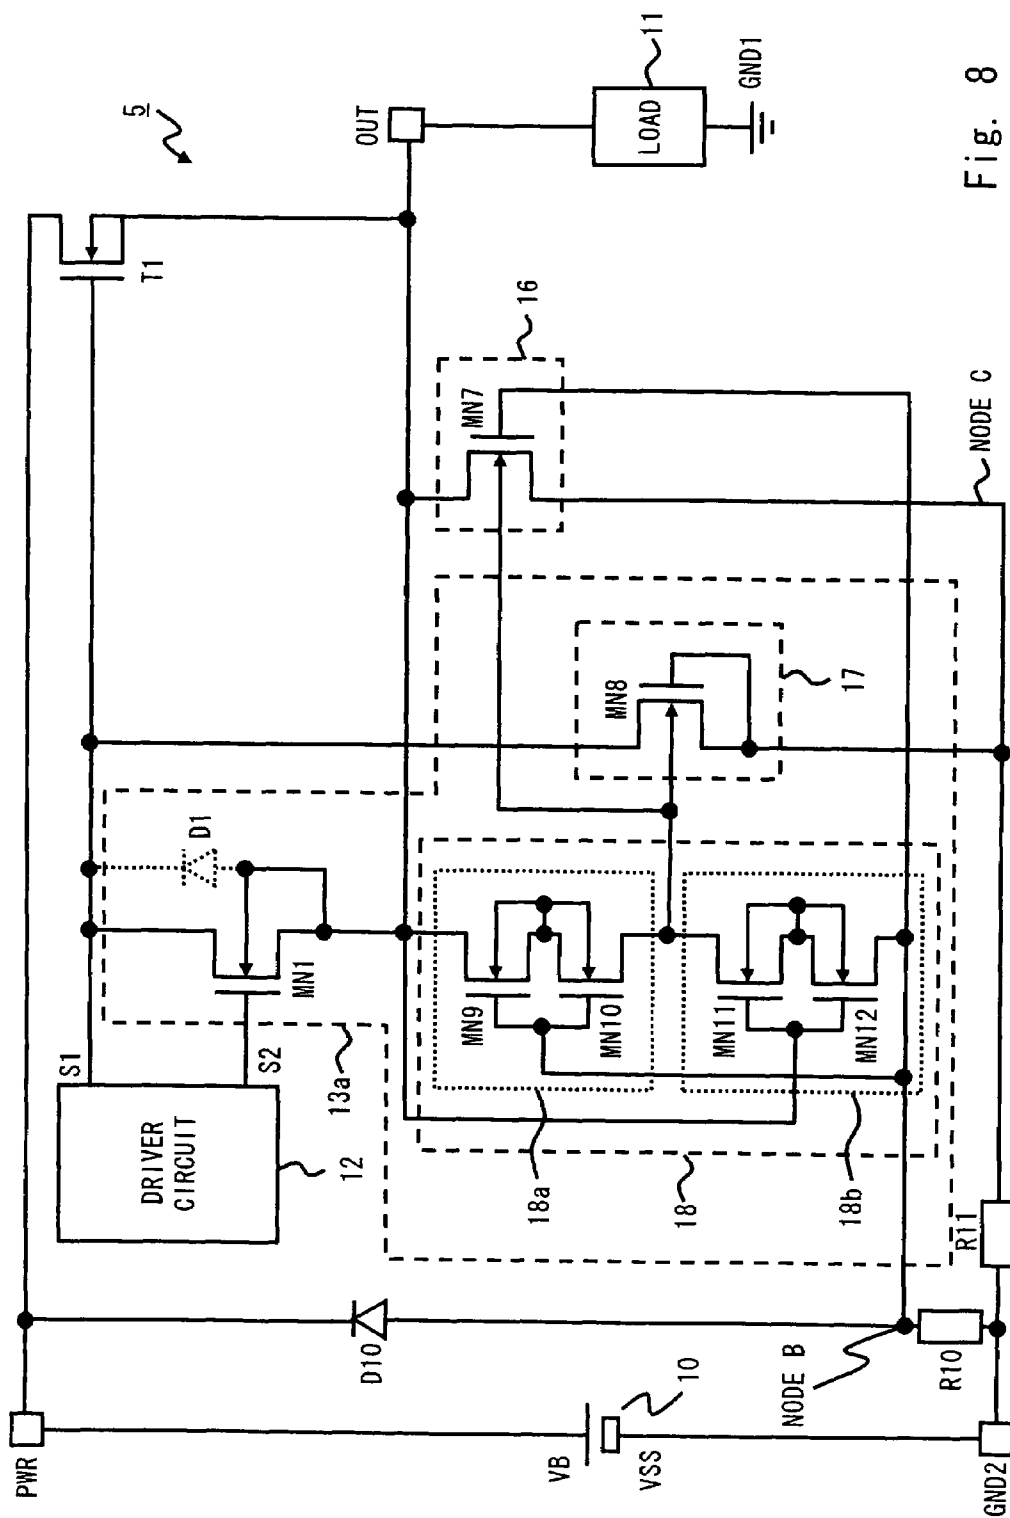 5
PWR
OUT
T1
LOAD
11
GND1
Fig. 8
S1
DRIVER
CIRCUIT
12
S2
D1
MN1
13a
MN7
16
MN8
17
NODE C
MN9
MN10
MN11
MN12
18a
18
18b
D10
VB
VSS
10
NODE B
R10
R11
GND2